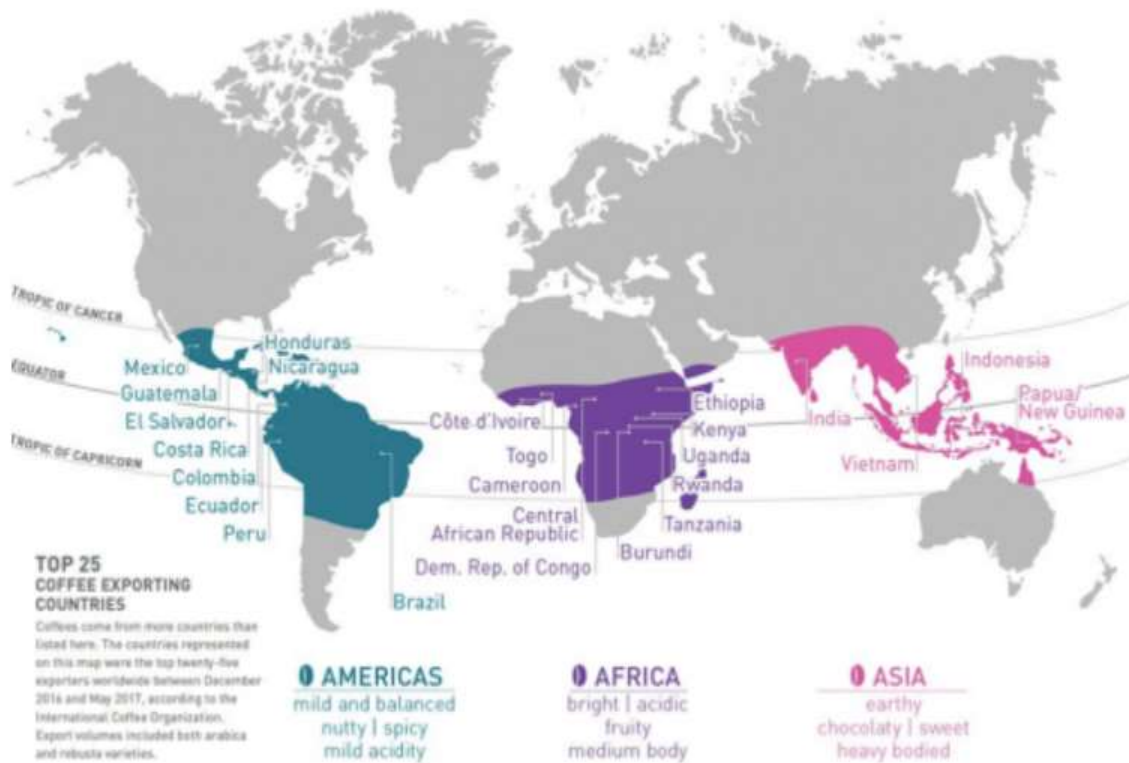 TROPIC OF CANCER
Honduras
Mexico
Nicaragua
EQUATOR
Guatemala
El Salvador
Costa Rica
TROPIC OF CAPRICORN
Colombia
Ecuador
Peru
Brazil
Côte d'Ivoire
Togo
Cameroon
Central
African Republic
Dem. Rep. of Congo
Ethiopia
Kenya
Uganda
Rwanda
Tanzania
Burundi
Indonesia
Papua/
New Guinea
India
Vietnam
TOP 25
COFFEE EXPORTING
COUNTRIES
Coffees come from more countries than
listed here. The countries represented
on this map were the top twenty-five
exporters worldwide between December
2016 and May 2017, according to the
International Coffee Organization.
Export volumes included both arabica
and robusta varieties.
AMERICAS
mild and balanced
nutty | spicy
mild acidity
AFRICA
bright | acidic
fruity
medium body
ASIA
earthy
chocolaty | sweet
heavy bodied